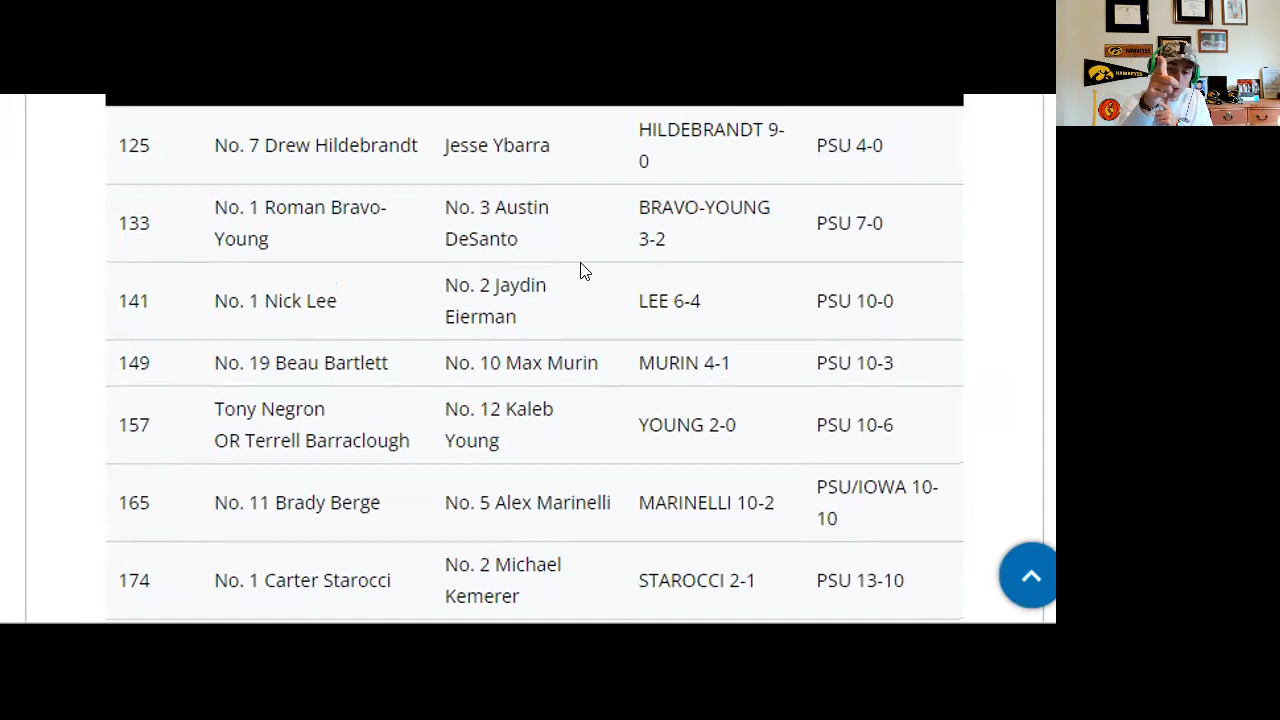 125
No. 7 Drew Hildebrandt
Jesse Ybarra
HILDEBRANDT 9-
0
PSU 4-0
133
No. 1 Roman Bravo-
Young
No. 3 Austin
DeSanto
BRAVO-YOUNG
3-2
PSU 7-0
141
No. 1 Nick Lee
No. 2 Jaydin
Eierman
LEE 6-4
PSU 10-0
149
No. 19 Beau Bartlett
No. 10 Max Murin
MURIN 4-1
PSU 10-3
157
Tony Negron
OR Terrell Barraclough
No. 12 Kaleb
Young
YOUNG 2-0
PSU 10-6
165
No. 11 Brady Berge
No. 5 Alex Marinelli
MARINELLI 10-2
PSU/IOWA 10-
10
174
No. 1 Carter Starocci
No. 2 Michael
Kemerer
STAROCCI 2-1
PSU 13-10
HAWKEYES
HAWKEYES